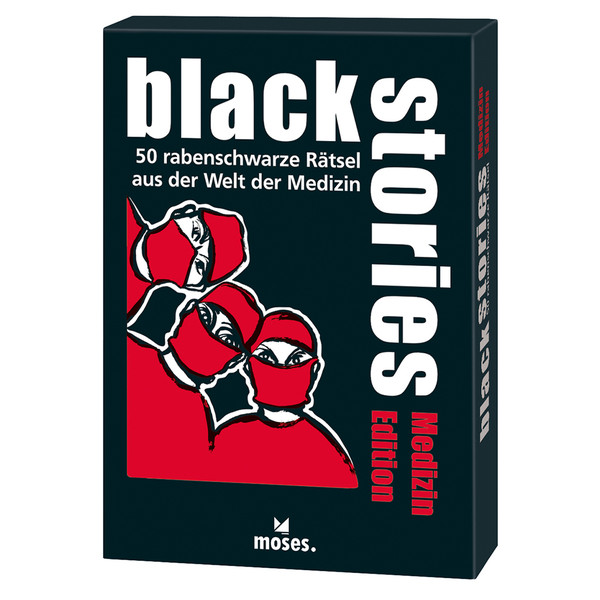 black
stories
50 rabenschwarze Rätsel
aus der Welt der Medizin
Medizin
Edition
moses.
black stories
Medizin
Edition